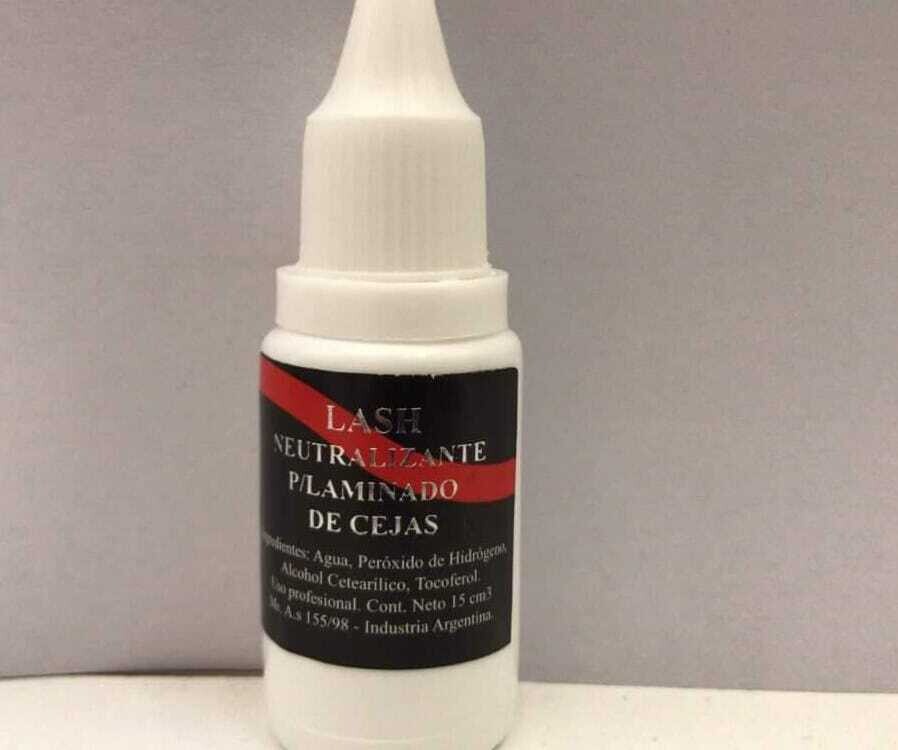 LASH
NEUTRALIZANTE
P/LAMINADO
DE CEJAS
Agua, Peróxido de Hidrógeno,
Alcohol Cetearílico, Tocoferol.
Uso profesional. Cont. Neto 15 cm3
A.s 155/98 - Industria Argentina.